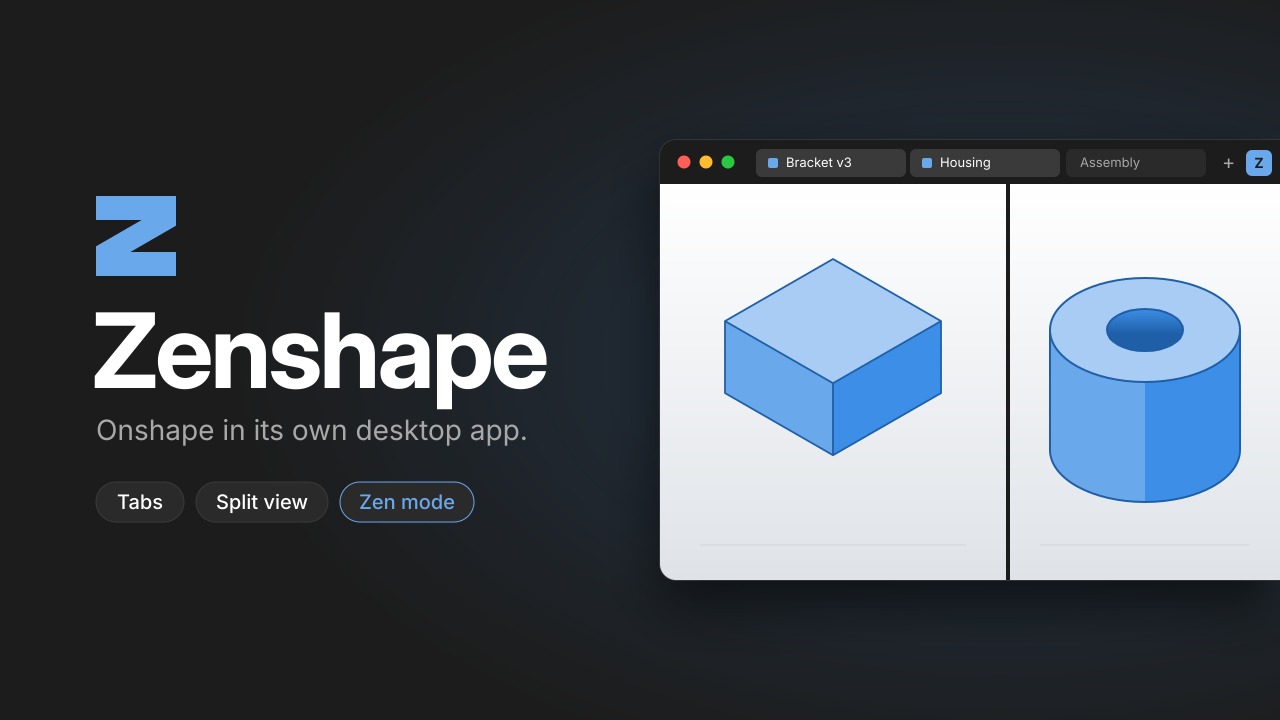 Z
Zenshape
Onshape in its own desktop app.
Tabs
Split view
Zen mode
Bracket v3
Housing
Assembly
+
Z